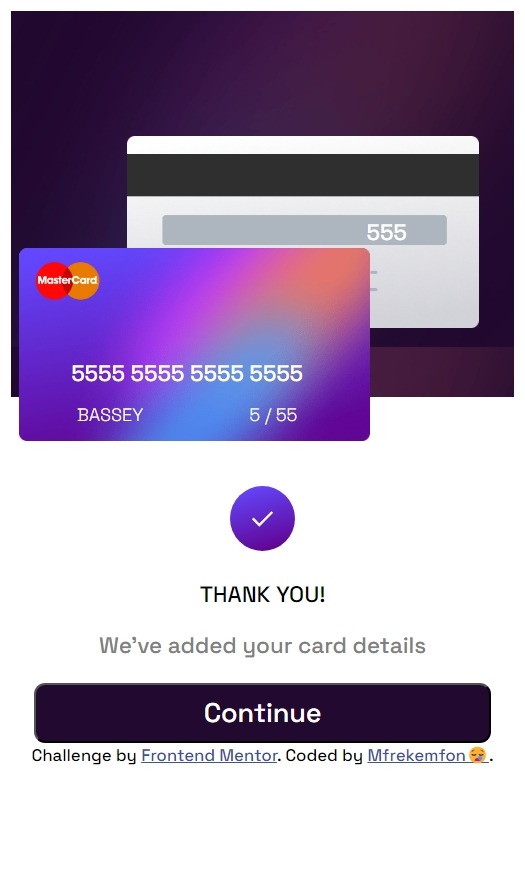 555
MasterCard
5555 5555 5555 5555
BASSEY 5 / 55
THANK YOU!
We've added your card details
Continue
Challenge by Frontend Mentor. Coded by Mfrekemfon😪.